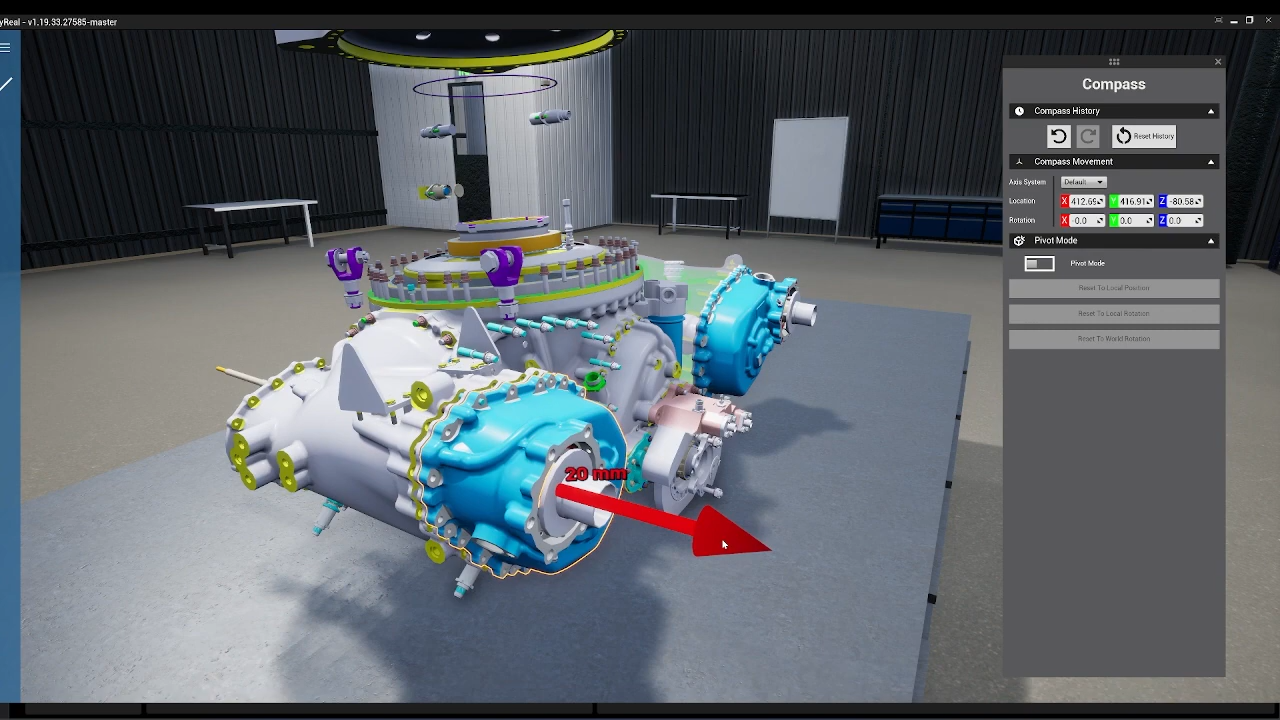 yReal - v1.19.33.27585-master
Compass
Compass History
Reset History
Compass Movement
Axis System Default
Location X 412.69 Y 416.91 Z -80.58
Rotation X -0.0 Y 0.0 Z 0.0
Pivot Mode
Pivot Mode
Reset To Local Position
Reset To Local Rotation
Reset To World Rotation
20 mm